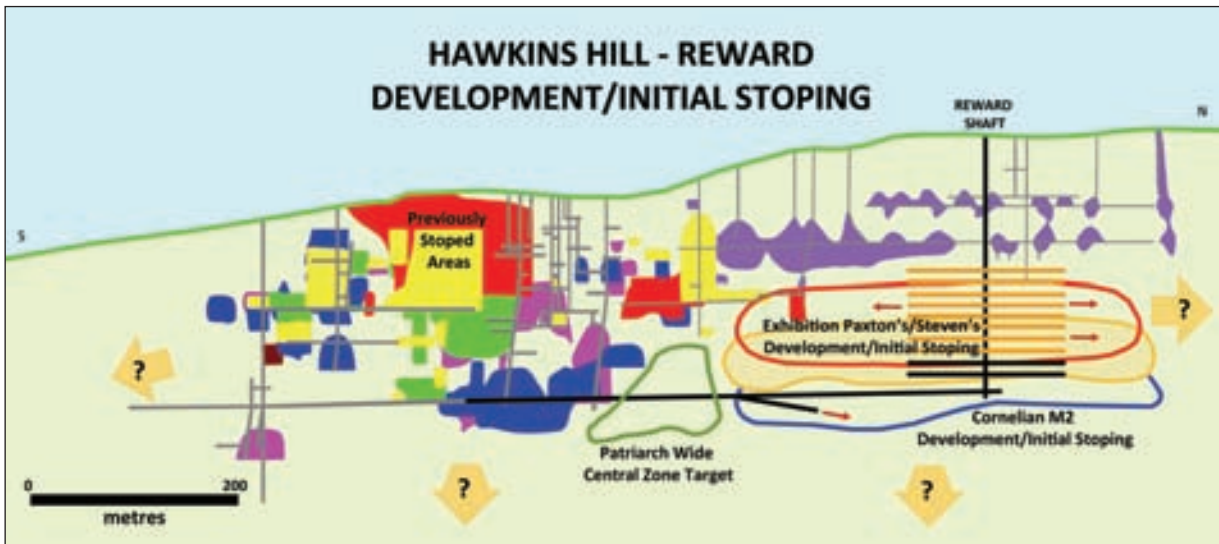 HAWKINS HILL - REWARD
DEVELOPMENT/INITIAL STOPING
REWARD
SHAFT
N
S
Previously
Stoped
Areas
?
Exhibition Paxton's/Steven's
Development/Initial Stoping
?
Cornelian M2
Development/Initial Stoping
Patriarch Wide
Central Zone Target
?
?
0
200
metres